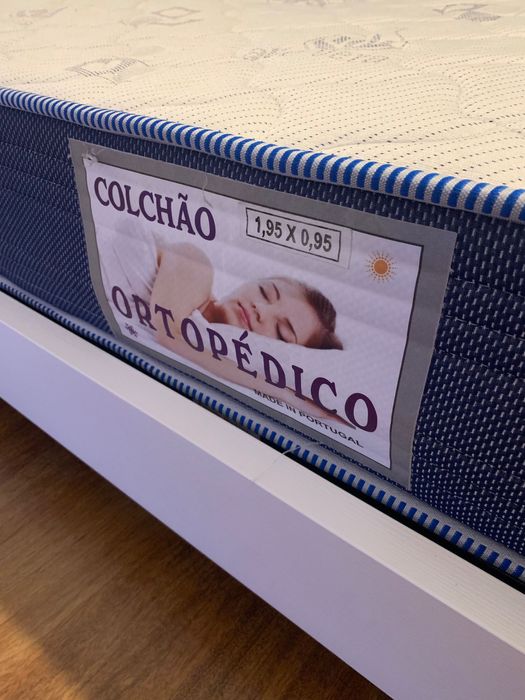 COLCHÃO
1,95 X 0,95
ORTOPÉDICO
MADE IN PORTUGAL